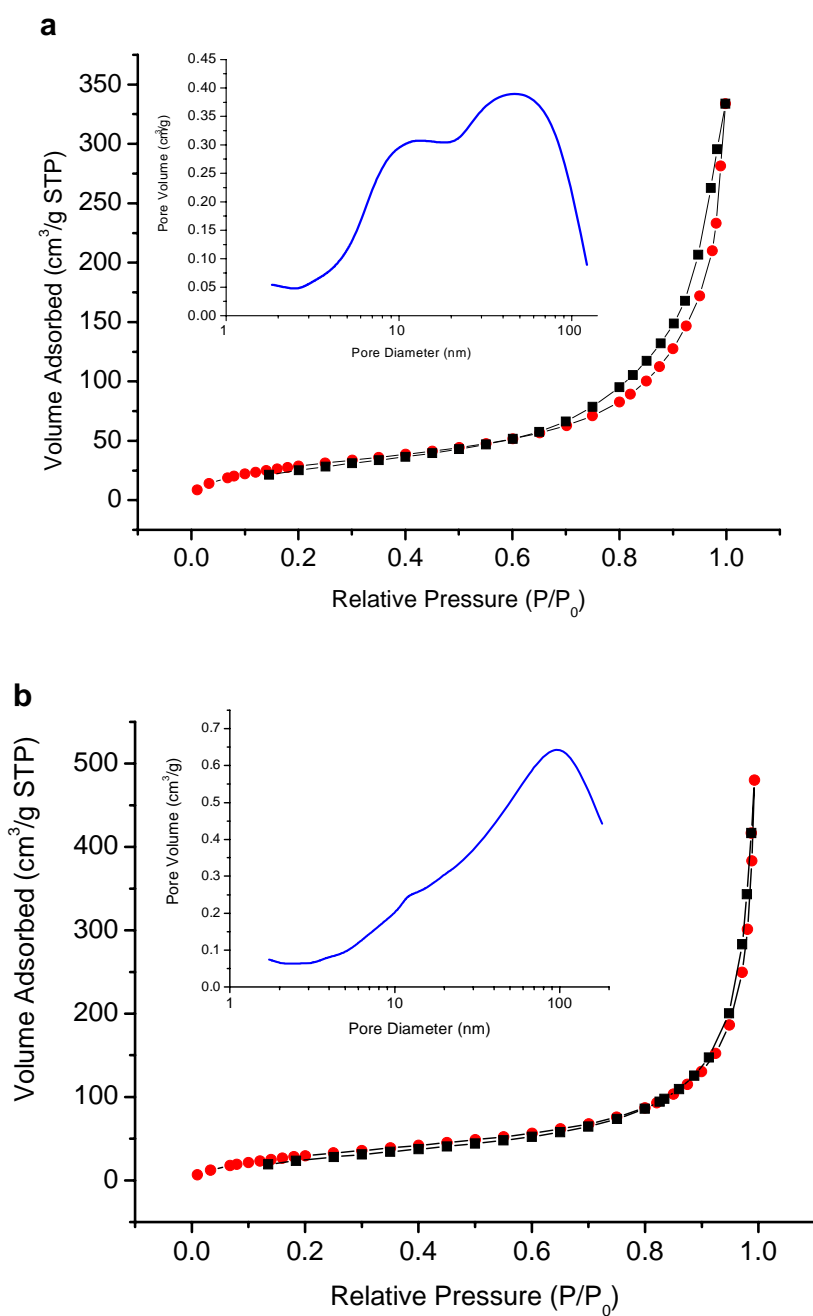 a
350
300
250
200
150
100
50
0
Volume Adsorbed (cm³/g STP)
0.0 0.2 0.4 0.6 0.8 1.0
Relative Pressure (P/P₀)
0.45
0.40
0.35
0.30
0.25
0.20
0.15
0.10
0.05
0.00
Pore Volume (cm³/g)
1 10 100
Pore Diameter (nm)
b
500
400
300
200
100
0
Volume Adsorbed (cm³/g STP)
0.0 0.2 0.4 0.6 0.8 1.0
Relative Pressure (P/P₀)
0.7
0.6
0.5
0.4
0.3
0.2
0.1
0.0
Pore Volume (cm³/g)
1 10 100
Pore Diameter (nm)